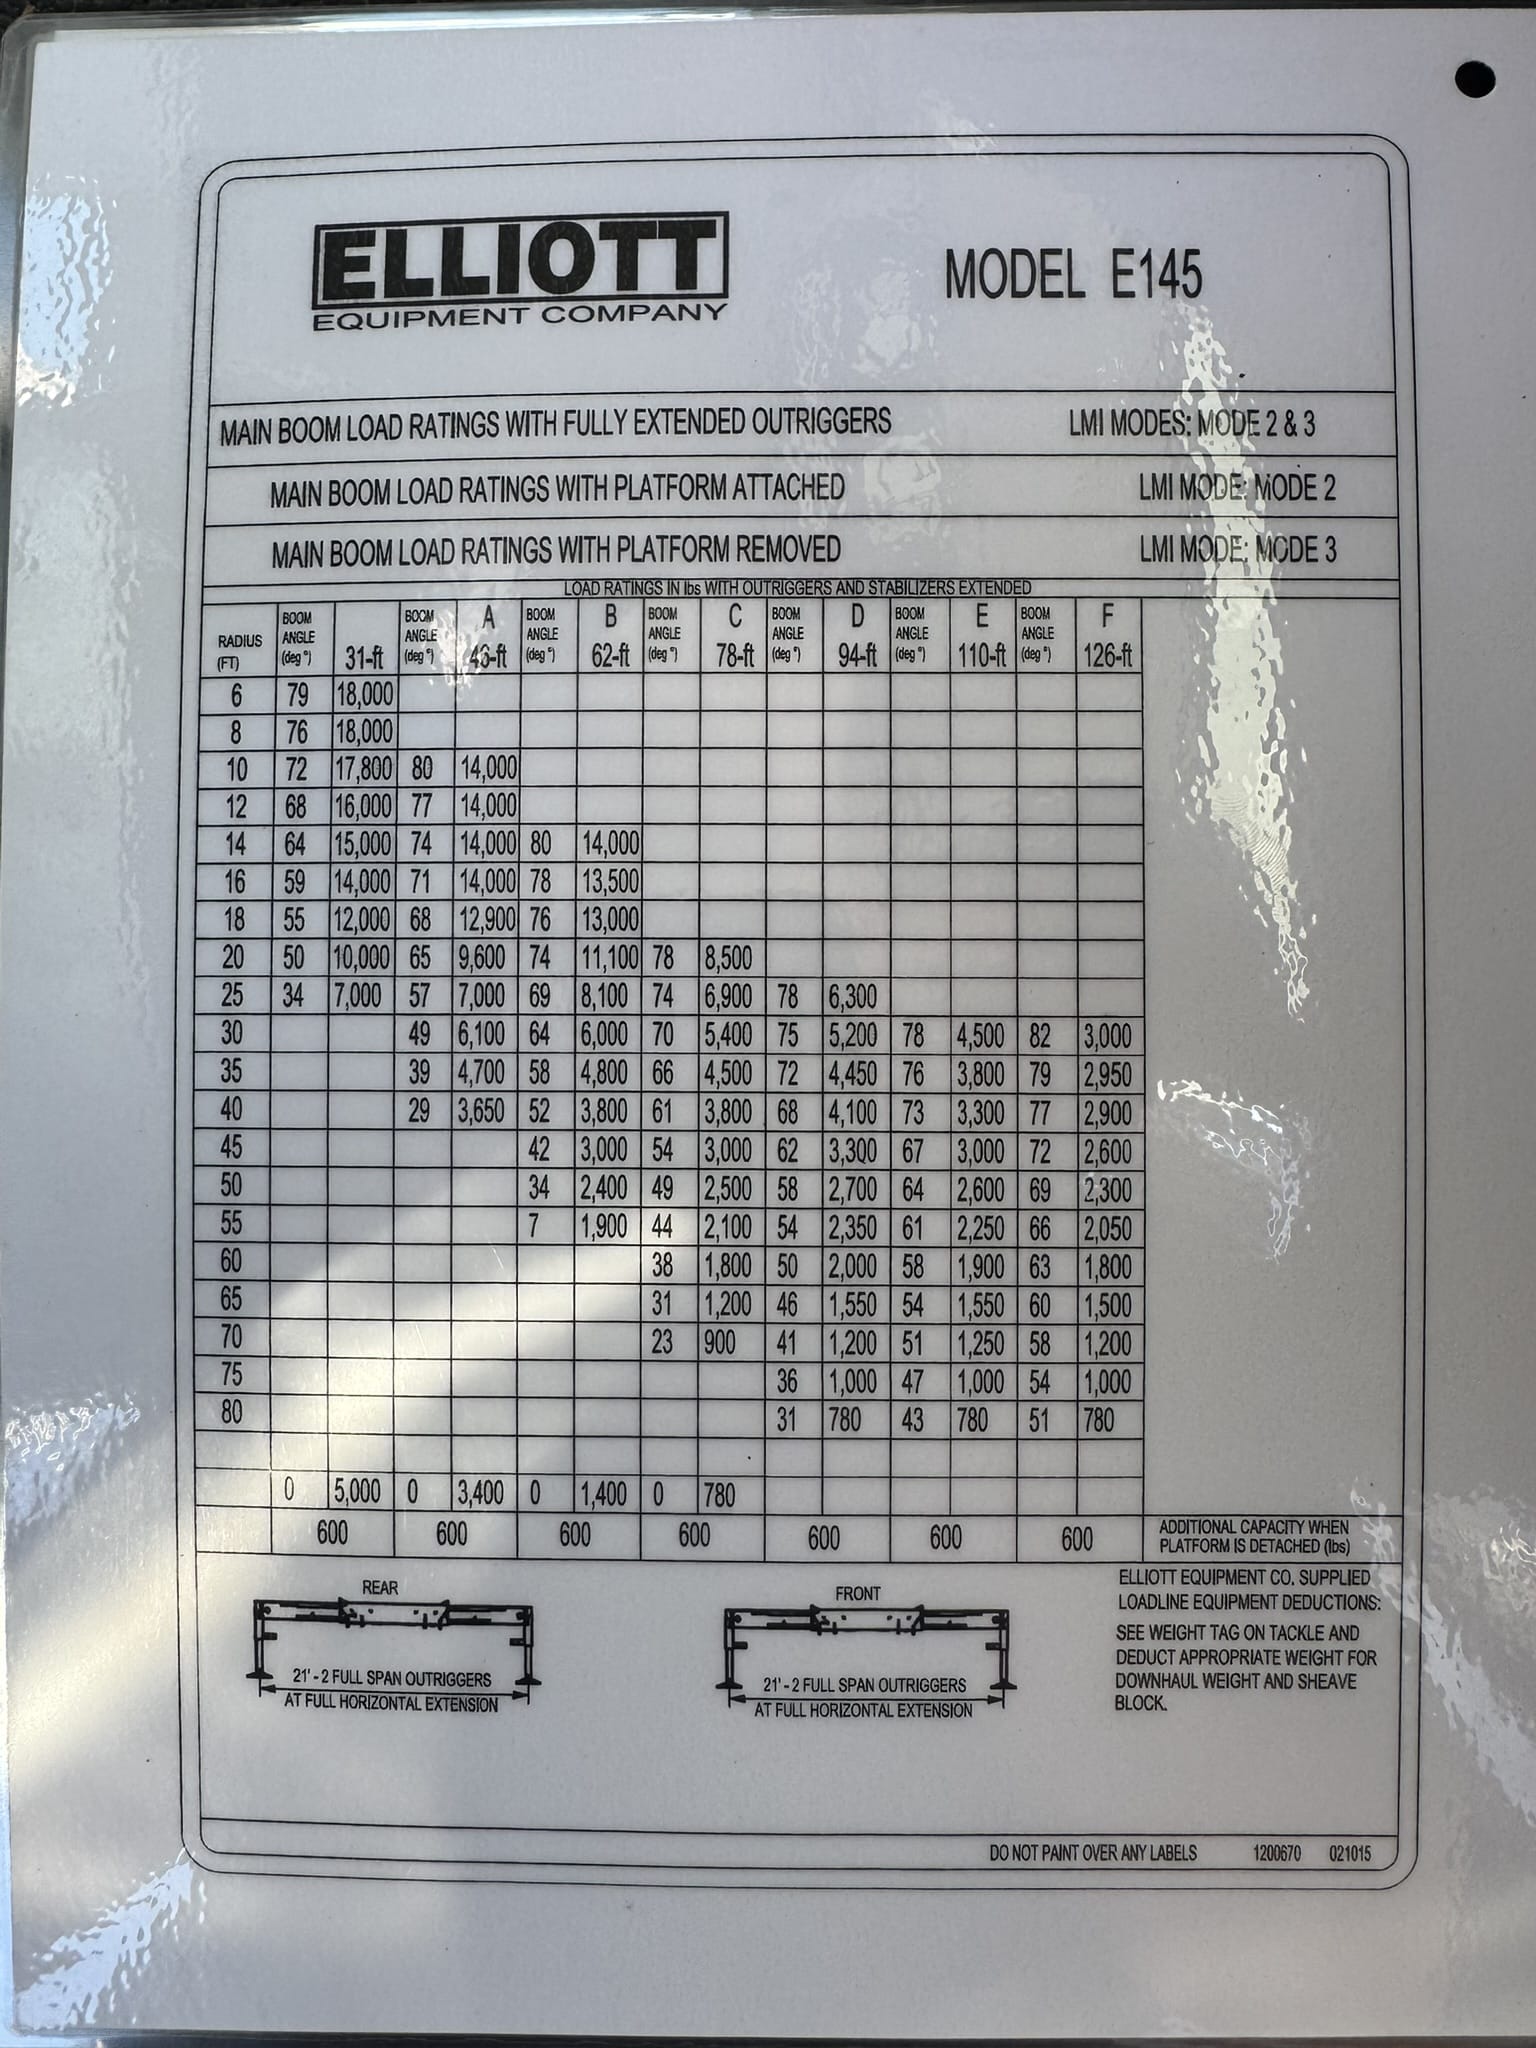 ELLIOTT
EQUIPMENT COMPANY
MODEL E145
MAIN BOOM LOAD RATINGS WITH FULLY EXTENDED OUTRIGGERS LMI MODES: MODE 2 & 3
MAIN BOOM LOAD RATINGS WITH PLATFORM ATTACHED LMI MODE: MODE 2
MAIN BOOM LOAD RATINGS WITH PLATFORM REMOVED LMI MODE: MODE 3
LOAD RATINGS IN lbs WITH OUTRIGGERS AND STABILIZERS EXTENDED
RADIUS (FT) BOOM ANGLE (deg °) 31-ft BOOM ANGLE (deg °) A 46-ft BOOM ANGLE (deg °) B 62-ft BOOM ANGLE (deg °) C 78-ft BOOM ANGLE (deg °) D 94-ft BOOM ANGLE (deg °) E 110-ft BOOM ANGLE (deg °) F 126-ft
6 79 18,000
8 76 18,000
10 72 17,800 80 14,000
12 68 16,000 77 14,000
14 64 15,000 74 14,000 80 14,000
16 59 14,000 71 14,000 78 13,500
18 55 12,000 68 12,900 76 13,000
20 50 10,000 65 9,600 74 11,100 78 8,500
25 34 7,000 57 7,000 69 8,100 74 6,900 78 6,300
30 49 6,100 64 6,000 70 5,400 75 5,200 78 4,500 82 3,000
35 39 4,700 58 4,800 66 4,500 72 4,450 76 3,800 79 2,950
40 29 3,650 52 3,800 61 3,800 68 4,100 73 3,300 77 2,900
45 42 3,000 54 3,000 62 3,300 67 3,000 72 2,600
50 34 2,400 49 2,500 58 2,700 64 2,600 69 2,300
55 7 1,900 44 2,100 54 2,350 61 2,250 66 2,050
60 38 1,800 50 2,000 58 1,900 63 1,800
65 31 1,200 46 1,550 54 1,550 60 1,500
70 23 900 41 1,200 51 1,250 58 1,200
75 36 1,000 47 1,000 54 1,000
80 31 780 43 780 51 780
0 5,000 0 3,400 0 1,400 0 780
600 600 600 600 600 600 600 ADDITIONAL CAPACITY WHEN
PLATFORM IS DETACHED (lbs)
REAR
21' - 2 FULL SPAN OUTRIGGERS
AT FULL HORIZONTAL EXTENSION
FRONT
21' - 2 FULL SPAN OUTRIGGERS
AT FULL HORIZONTAL EXTENSION
ELLIOTT EQUIPMENT CO. SUPPLIED
LOADLINE EQUIPMENT DEDUCTIONS:
SEE WEIGHT TAG ON TACKLE AND
DEDUCT APPROPRIATE WEIGHT FOR
DOWNHAUL WEIGHT AND SHEAVE
BLOCK.
DO NOT PAINT OVER ANY LABELS 1200670 021015